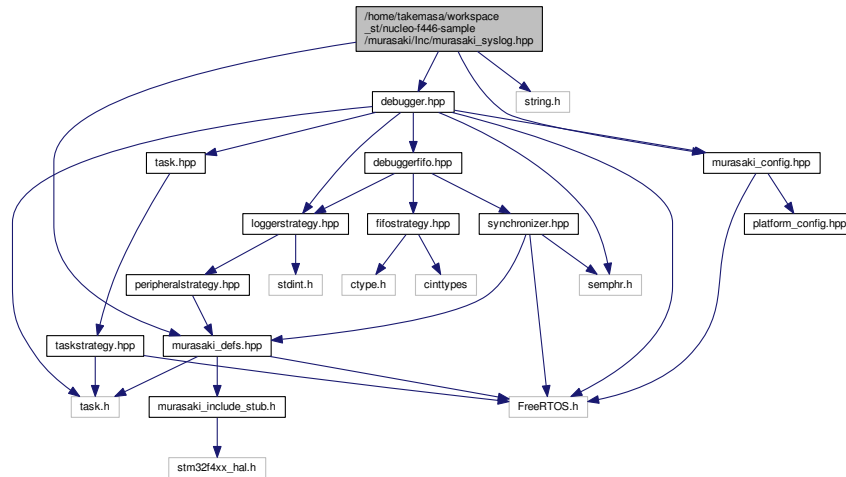 /home/takemasa/workspace
_st/nucleo-f446-sample
/murasaki/Inc/murasaki_syslog.hpp
debugger.hpp
string.h
task.hpp
debuggerfifo.hpp
murasaki_config.hpp
loggerstrategy.hpp
fifostrategy.hpp
synchronizer.hpp
platform_config.hpp
peripheralstrategy.hpp
stdint.h
ctype.h
cinttypes
semphr.h
taskstrategy.hpp
murasaki_defs.hpp
task.h
murasaki_include_stub.h
FreeRTOS.h
stm32f4xx_hal.h